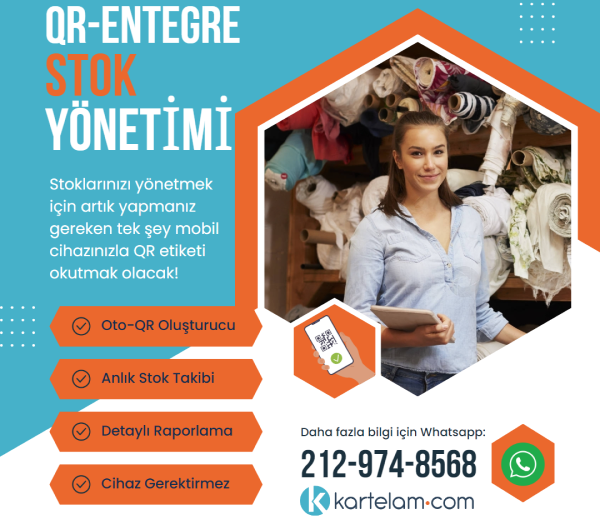 QR-ENTEGRE
STOK
YÖNETİMİ
Stoklarınızı yönetmek
için artık yapmanız
gereken tek şey mobil
cihazınızla QR etiketi
okutmak olacak!
Oto-QR Oluşturucu
Anlık Stok Takibi
Detaylı Raporlama
Cihaz Gerektirmez
Daha fazla bilgi için Whatsapp:
212-974-8568
kartelam.com